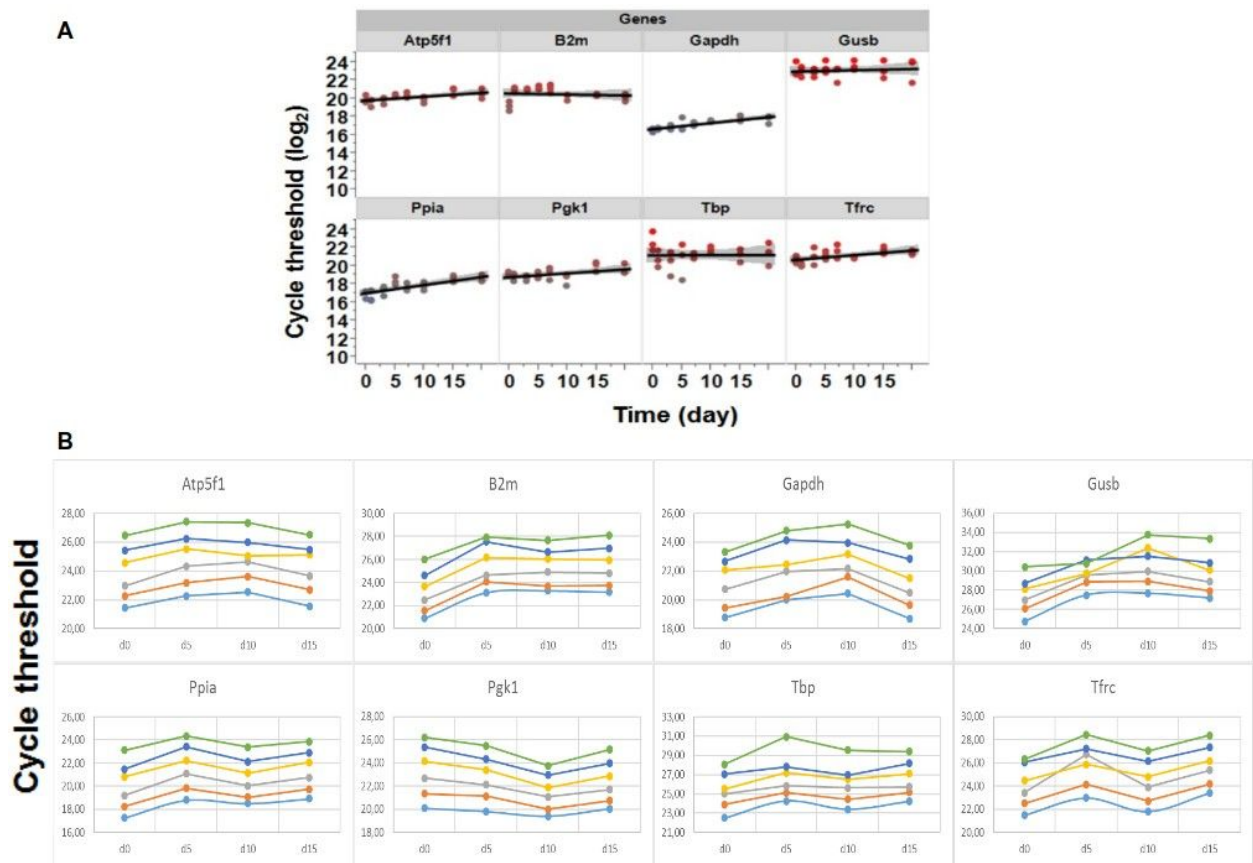 A
Genes
Atp5f1 B2m Gapdh Gusb
24
22
20
18
16
14
12
10
Ppia Pgk1 Tbp Tfrc
24
22
20
18
16
14
12
10
Cycle threshold (log2)
0 5 10 15 0 5 10 15 0 5 10 15 0 5 10 15
Time (day)
B
Cycle threshold
Atp5f1
28,00
26,00
24,00
22,00
20,00
d0 d5 d10 d15
B2m
30,00
28,00
26,00
24,00
22,00
20,00
d0 d5 d10 d15
Gapdh
26,00
24,00
22,00
20,00
18,00
d0 d5 d10 d15
Gusb
36,00
34,00
32,00
30,00
28,00
26,00
24,00
d0 d5 d10 d15
Ppia
26,00
24,00
22,00
20,00
18,00
16,00
d0 d5 d10 d15
Pgk1
28,00
26,00
24,00
22,00
20,00
18,00
d0 d5 d10 d15
Tbp
33,00
31,00
29,00
27,00
25,00
23,00
21,00
d0 d5 d10 d15
Tfrc
30,00
28,00
26,00
24,00
22,00
20,00
d0 d5 d10 d15